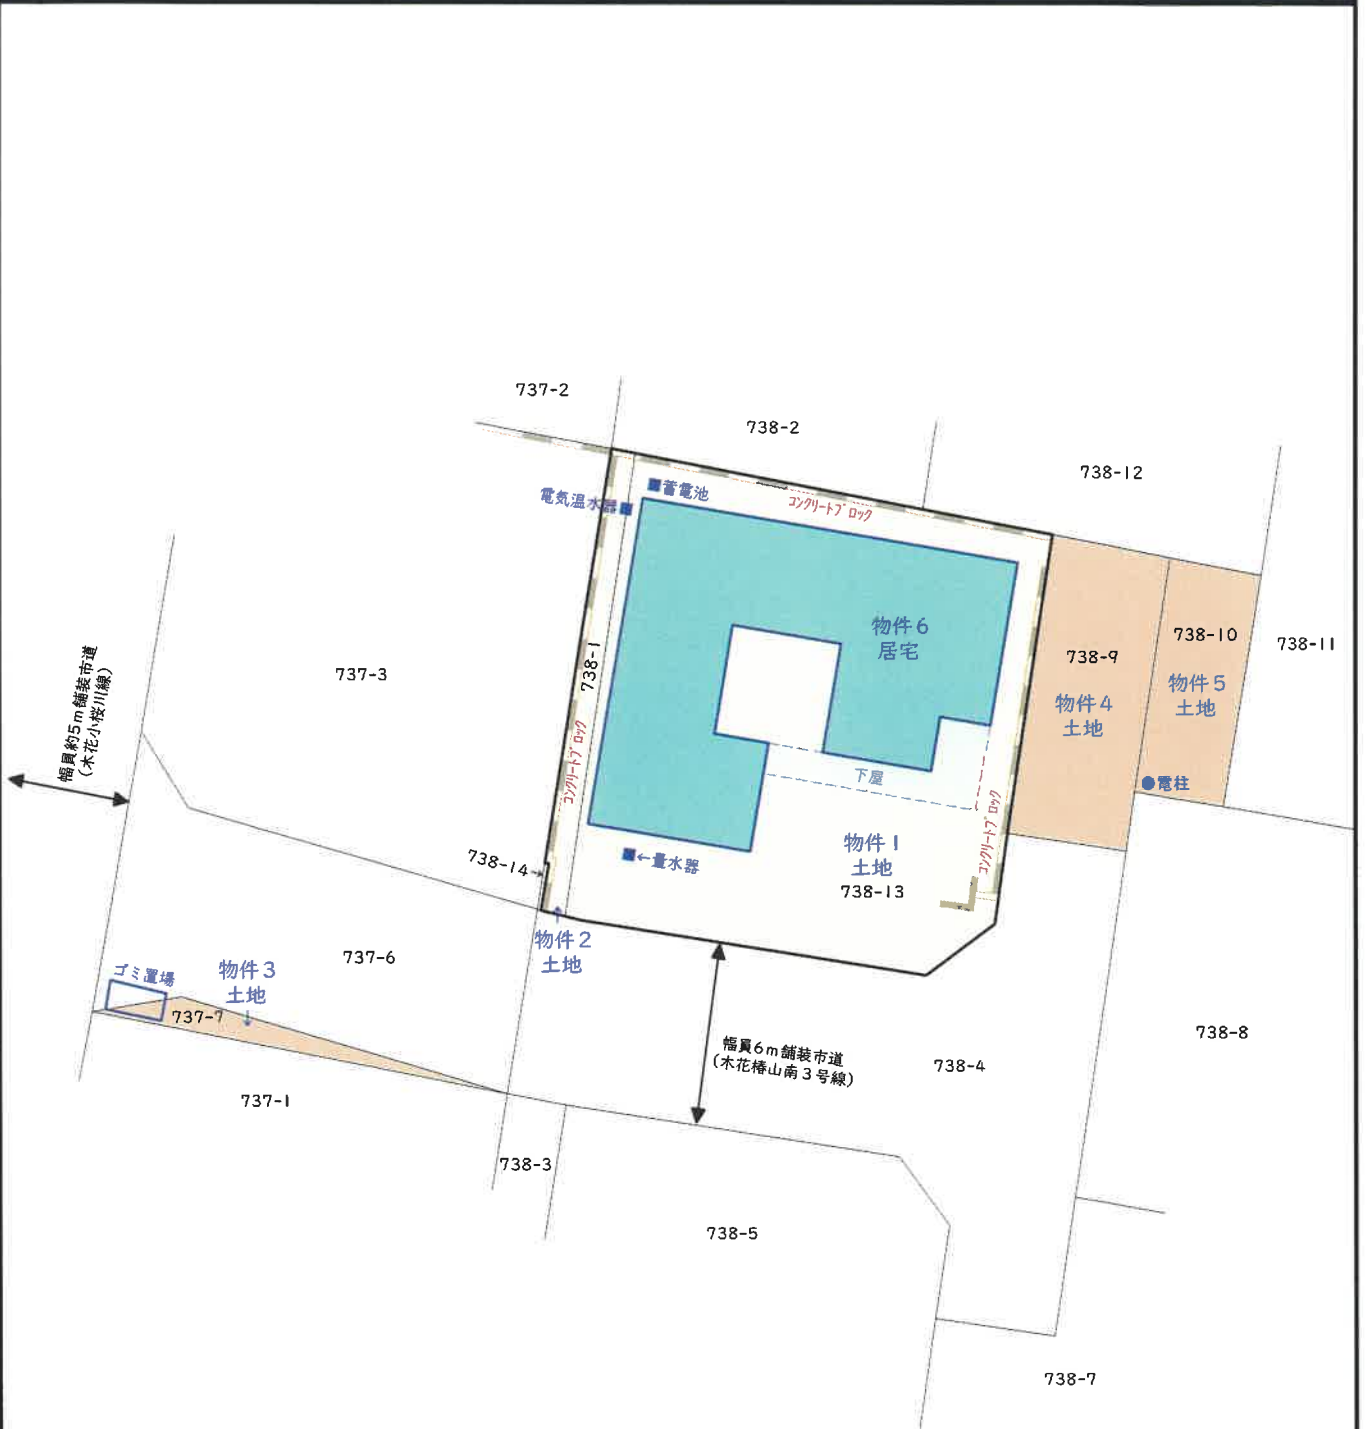 737-2
738-2
738-12
蓄電池
電気温水器
コンクリートブロック
物件6
居宅
738-10
738-11
738-9
738-1
737-3
物件5
土地
物件4
土地
幅員約5m舗装市道
(木花小桜川線)
コンクリートブロック
下屋
電柱
コンクリートブロック
物件1
土地
738-13
738-14→
←量水器
物件2
土地
737-6
物件3
土地
ゴミ置場
737-7
738-8
幅員6m舗装市道
(木花椿山南3号線)
738-4
737-1
738-3
738-5
738-7